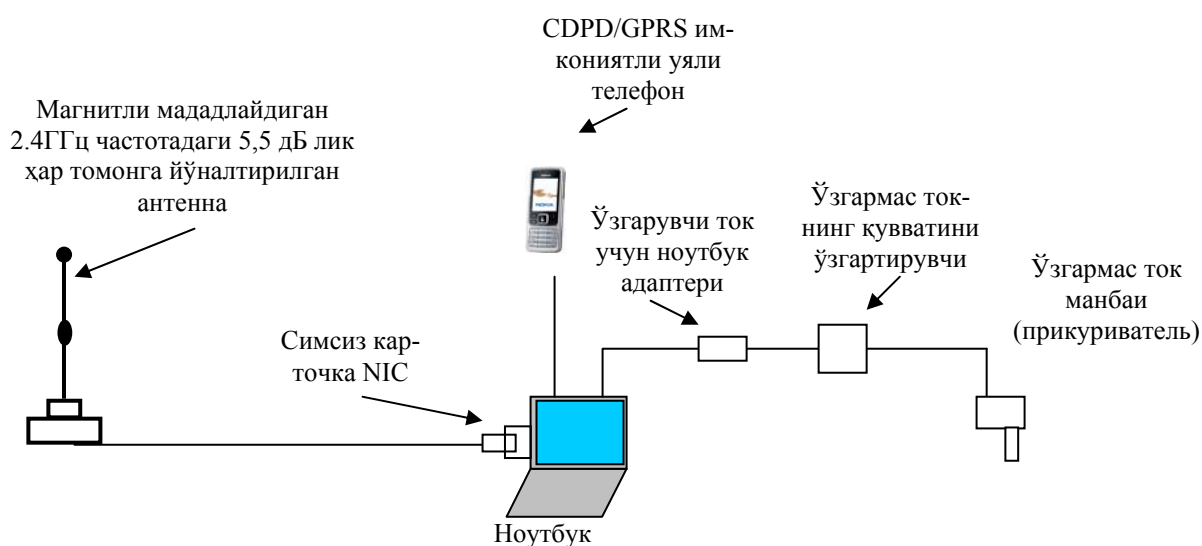 CDPD/GPRS им-
кониятли уяли
телефон
Магнитли мададлайдиган
2.4ГГц частотадаги 5,5 дБ лик
ҳар томонга йўналтирилган
антенна
Ўзгарувчи ток
учун ноутбук
адаптери
Ўзгармас ток-
нинг қувватини
ўзгартирувчи
Ўзгармас ток
манбаи
(прикуриватель)
Симсиз кар-
точка NIC
Ноутбук
NOKIA